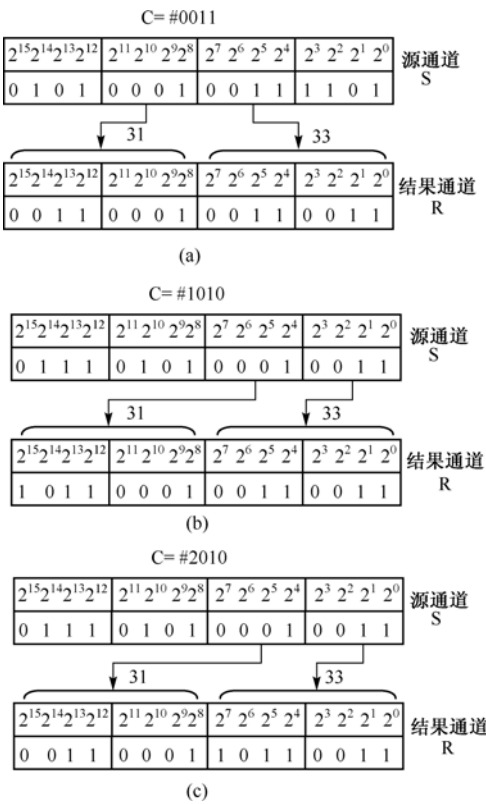 C= #0011
2¹⁵2¹⁴2¹³2¹² 2¹¹ 2¹⁰ 2⁹2⁸ 2⁷ 2⁶ 2⁵ 2⁴ 2³ 2² 2¹ 2⁰ 源通道
0 1 0 1 0 0 0 1 0 0 1 1 1 1 0 1 S
31 33
2¹⁵2¹⁴2¹³2¹² 2¹¹ 2¹⁰ 2⁹2⁸ 2⁷ 2⁶ 2⁵ 2⁴ 2³ 2² 2¹ 2⁰ 结果通道
0 0 1 1 0 0 0 1 0 0 1 1 0 0 1 1 R
(a)
C= #1010
2¹⁵2¹⁴2¹³2¹² 2¹¹ 2¹⁰ 2⁹2⁸ 2⁷ 2⁶ 2⁵ 2⁴ 2³ 2² 2¹ 2⁰ 源通道
0 1 1 1 0 1 0 1 0 0 0 1 0 0 1 1 S
31 33
2¹⁵2¹⁴2¹³2¹² 2¹¹ 2¹⁰ 2⁹2⁸ 2⁷ 2⁶ 2⁵ 2⁴ 2³ 2² 2¹ 2⁰ 结果通道
1 0 1 1 0 0 0 1 0 0 1 1 0 0 1 1 R
(b)
C= #2010
2¹⁵2¹⁴2¹³2¹² 2¹¹ 2¹⁰ 2⁹2⁸ 2⁷ 2⁶ 2⁵ 2⁴ 2³ 2² 2¹ 2⁰ 源通道
0 1 1 1 0 1 0 1 0 0 0 1 0 0 1 1 S
31 33
2¹⁵2¹⁴2¹³2¹² 2¹¹ 2¹⁰ 2⁹2⁸ 2⁷ 2⁶ 2⁵ 2⁴ 2³ 2² 2¹ 2⁰ 结果通道
0 0 1 1 0 0 0 1 1 0 1 1 0 0 1 1 R
(c)